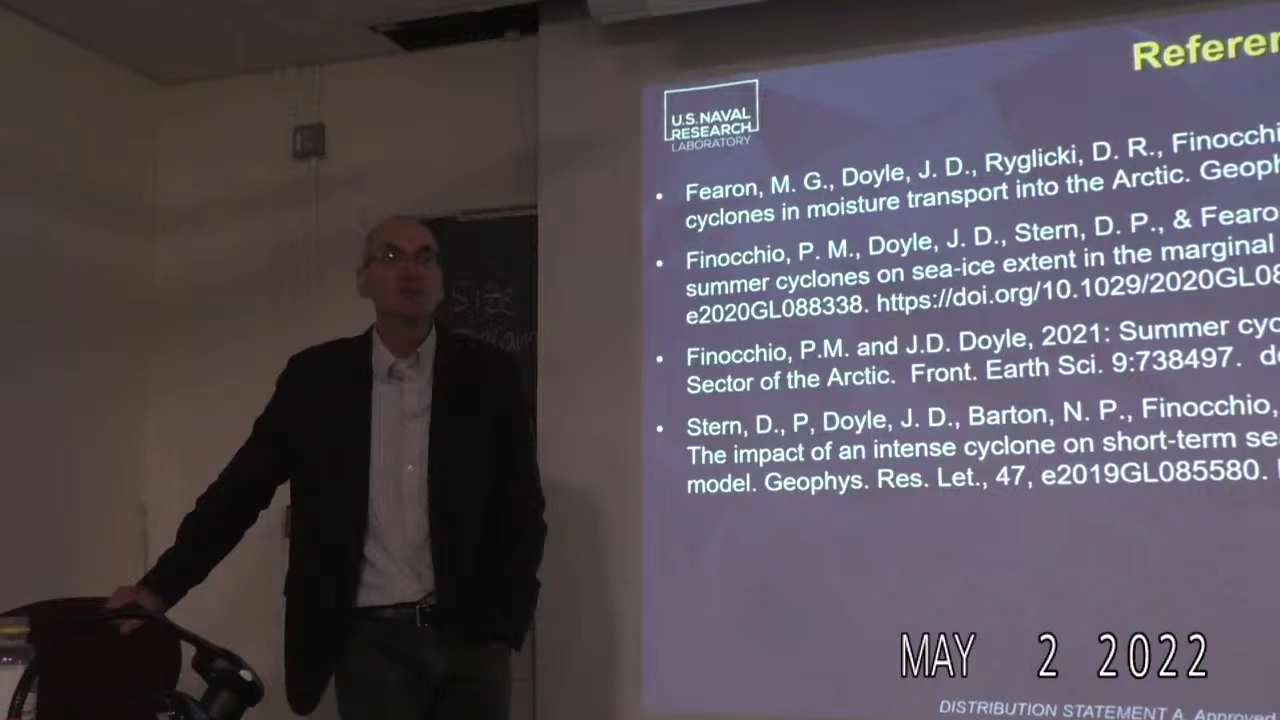 Referen
U.S. NAVAL
RESEARCH
LABORATORY
• Fearon, M. G., Doyle, J. D., Ryglicki, D. R., Finocchi
cyclones in moisture transport into the Arctic. Geoph
• Finocchio, P. M., Doyle, J. D., Stern, D. P., & Fearo
summer cyclones on sea-ice extent in the marginal
e2020GL088338. https://doi.org/10.1029/2020GL08
• Finocchio, P.M. and J.D. Doyle, 2021: Summer cyc
Sector of the Arctic. Front. Earth Sci. 9:738497. do
• Stern, D., P, Doyle, J. D., Barton, N. P., Finocchio,
The impact of an intense cyclone on short-term se
model. Geophys. Res. Let., 47, e2019GL085580.
SIZE
MAY 2 2022
DISTRIBUTION STATEMENT A. Approved